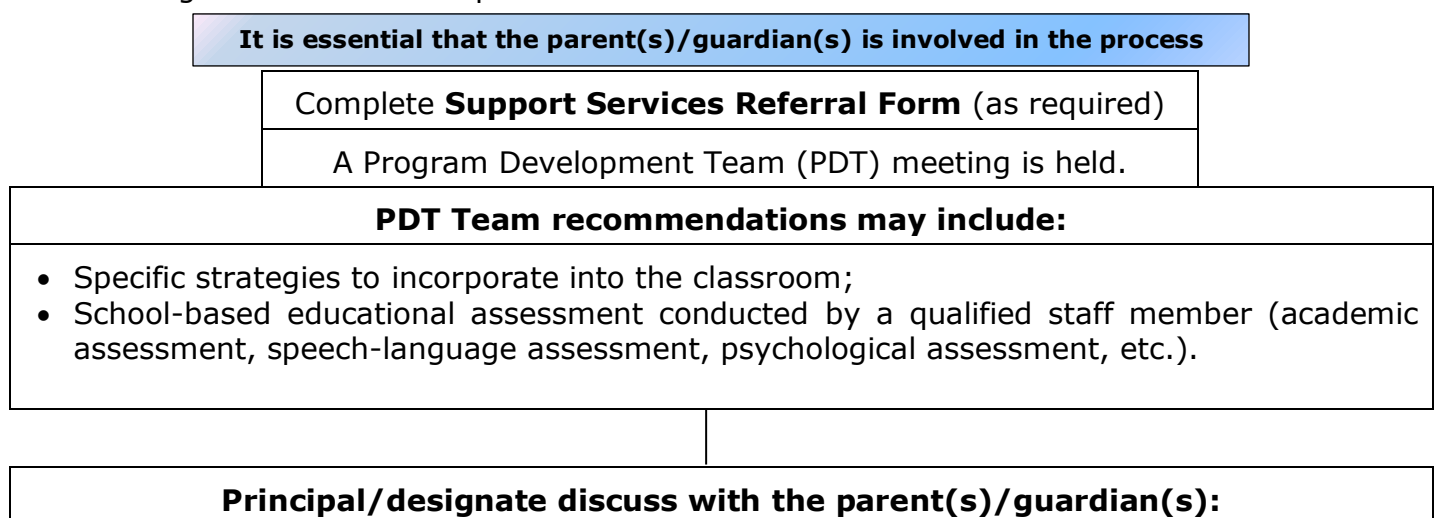 It is essential that the parent(s)/guardian(s) is involved in the process
Complete Support Services Referral Form (as required)
A Program Development Team (PDT) meeting is held.
PDT Team recommendations may include:
• Specific strategies to incorporate into the classroom;
• School-based educational assessment conducted by a qualified staff member (academic
assessment, speech-language assessment, psychological assessment, etc.).
Principal/designate discuss with the parent(s)/guardian(s):